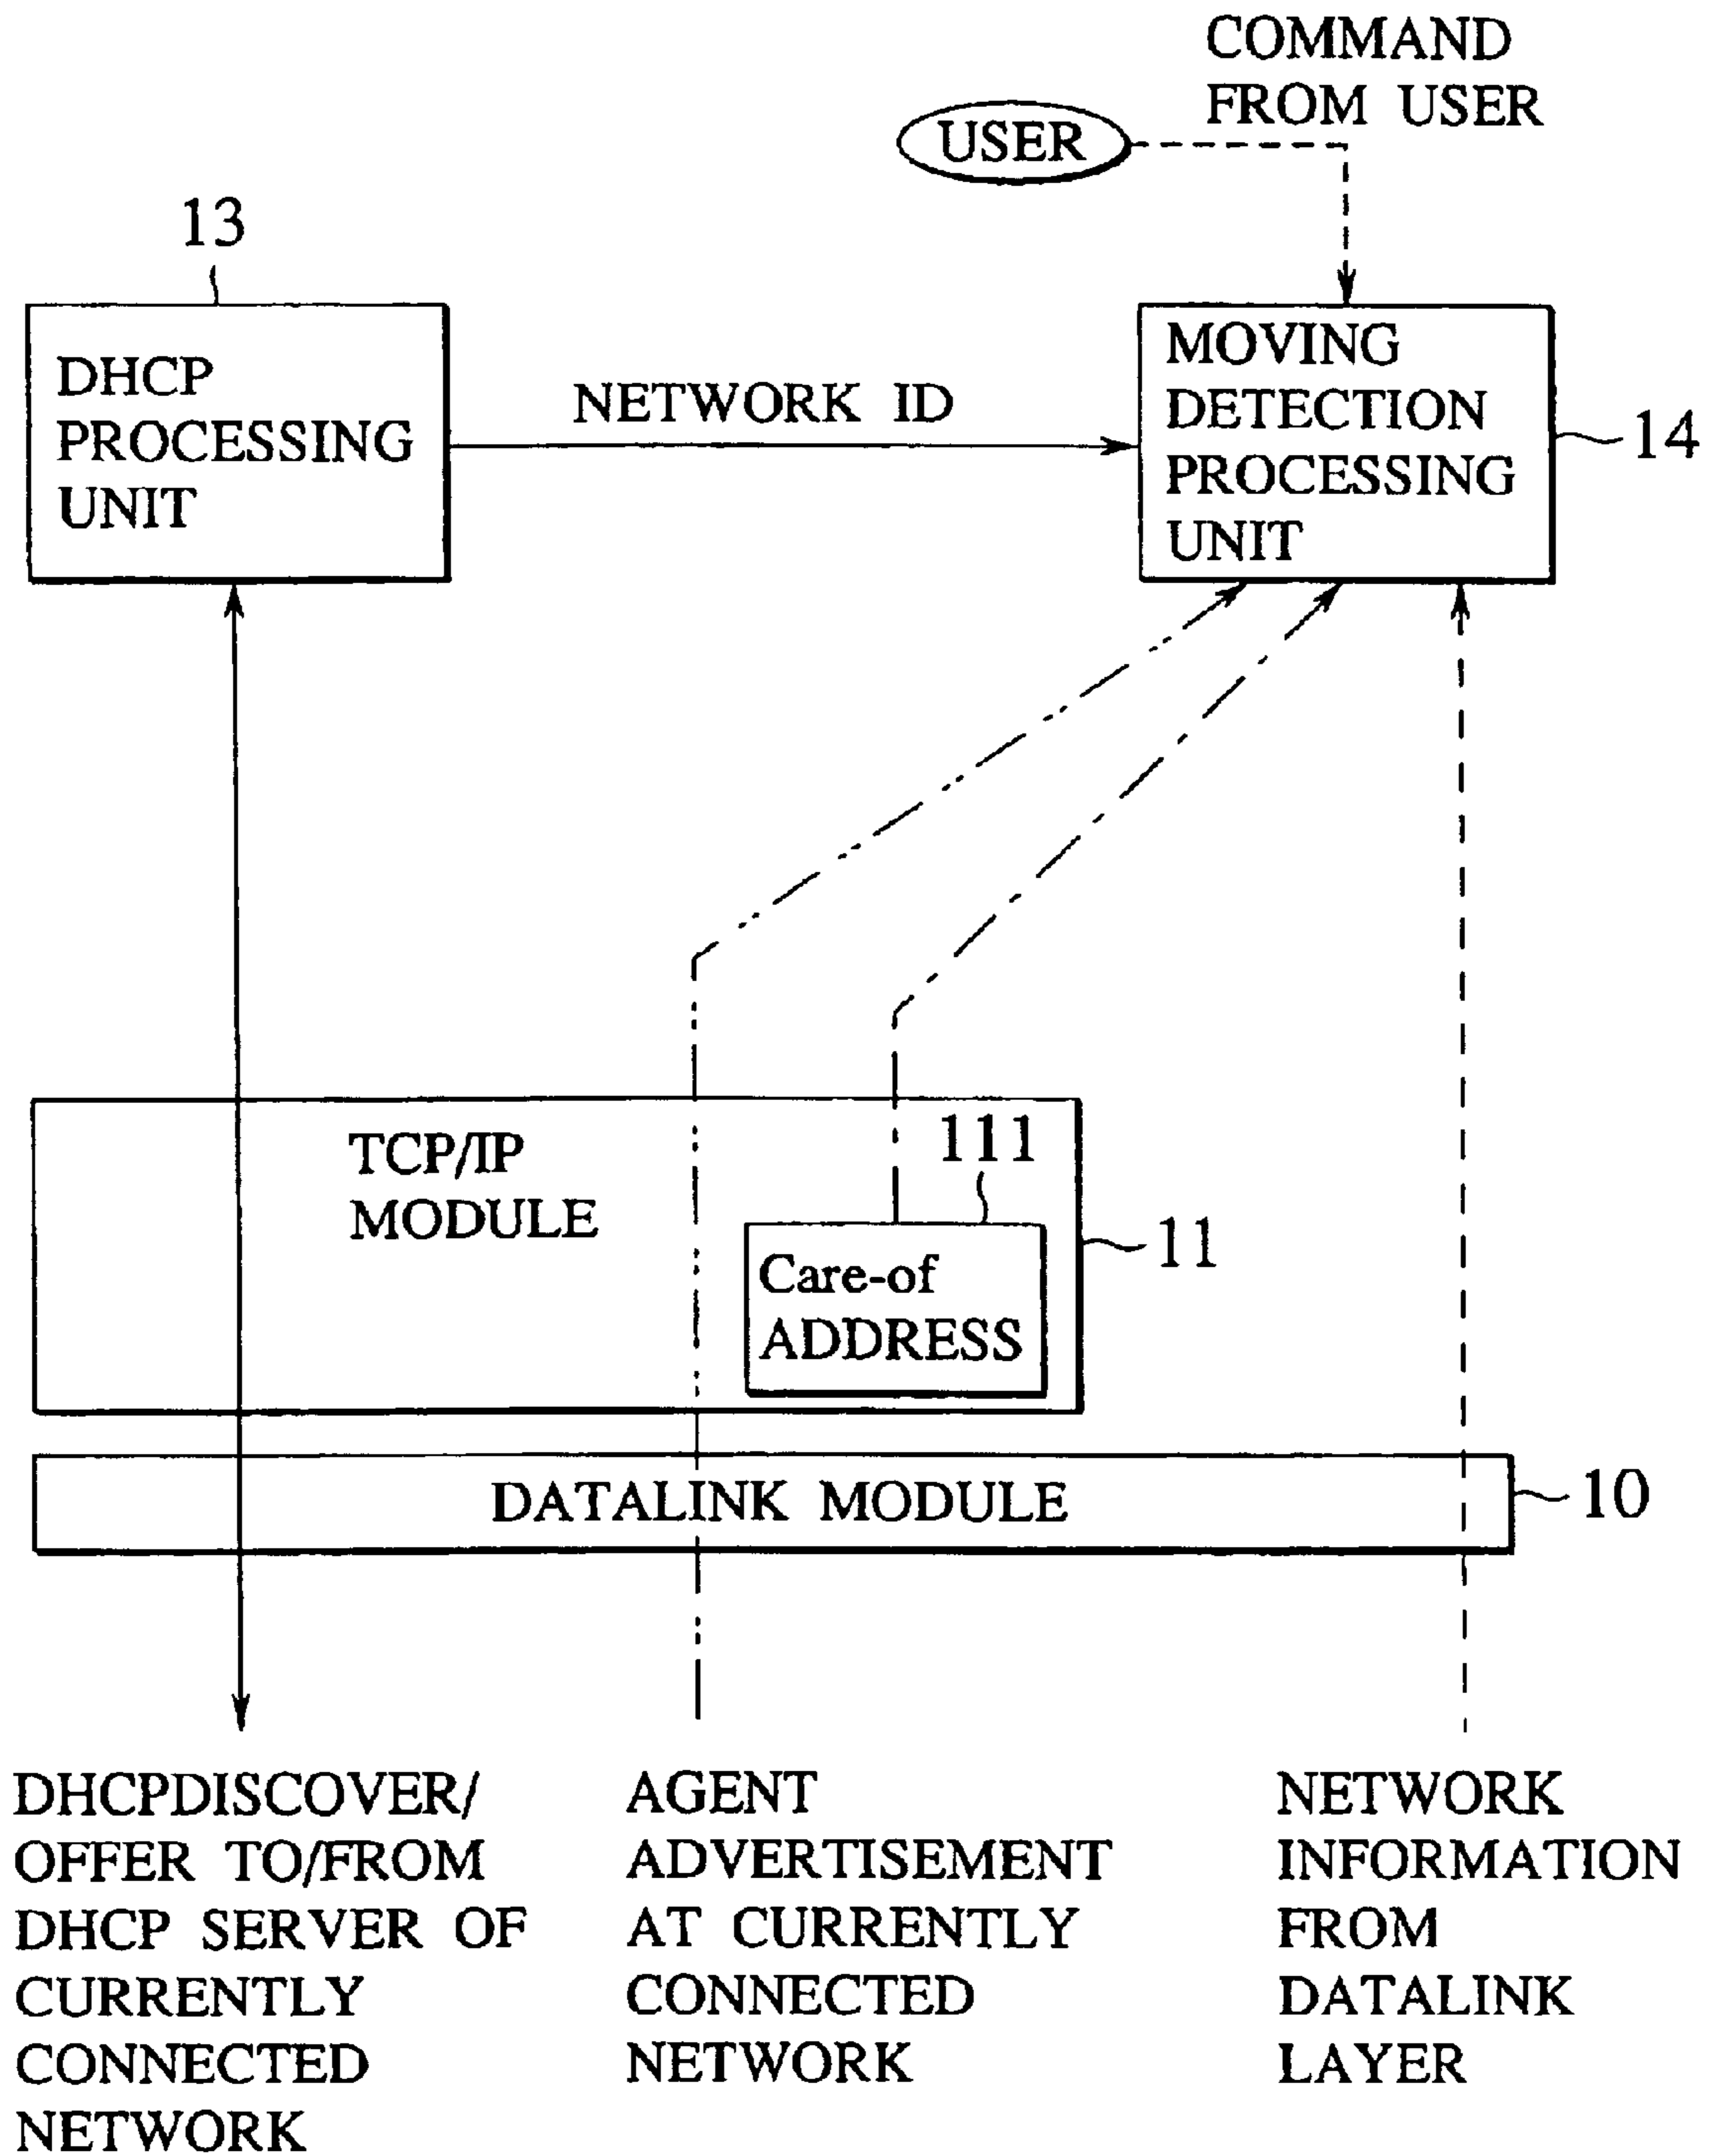 COMMAND
FROM USER
USER
13
DHCP
PROCESSING
UNIT
NETWORK ID
MOVING
DETECTION
PROCESSING
UNIT
14
TCP/IP
MODULE
111
Care-of
ADDRESS
11
DATALINK MODULE
10
DHCPDISCOVER/
OFFER TO/FROM
DHCP SERVER OF
CURRENTLY
CONNECTED
NETWORK
AGENT
ADVERTISEMENT
AT CURRENTLY
CONNECTED
NETWORK
NETWORK
INFORMATION
FROM
DATALINK
LAYER